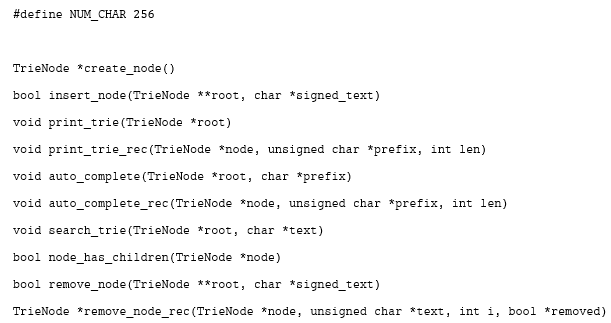 #define NUM_CHAR 256
TrieNode *create_node()
bool insert_node(TrieNode **root, char *signed_text)
void print_trie(TrieNode *root)
void print_trie_rec(TrieNode *node, unsigned char *prefix, int len)
void auto_complete(TrieNode *root, char *prefix)
void auto_complete_rec(TrieNode *node, unsigned char *prefix, int len)
void search_trie(TrieNode *root, char *text)
bool node_has_children(TrieNode *node)
bool remove_node(TrieNode **root, char *signed_text)
TrieNode *remove_node_rec(TrieNode *node, unsigned char *text, int i, bool *removed)